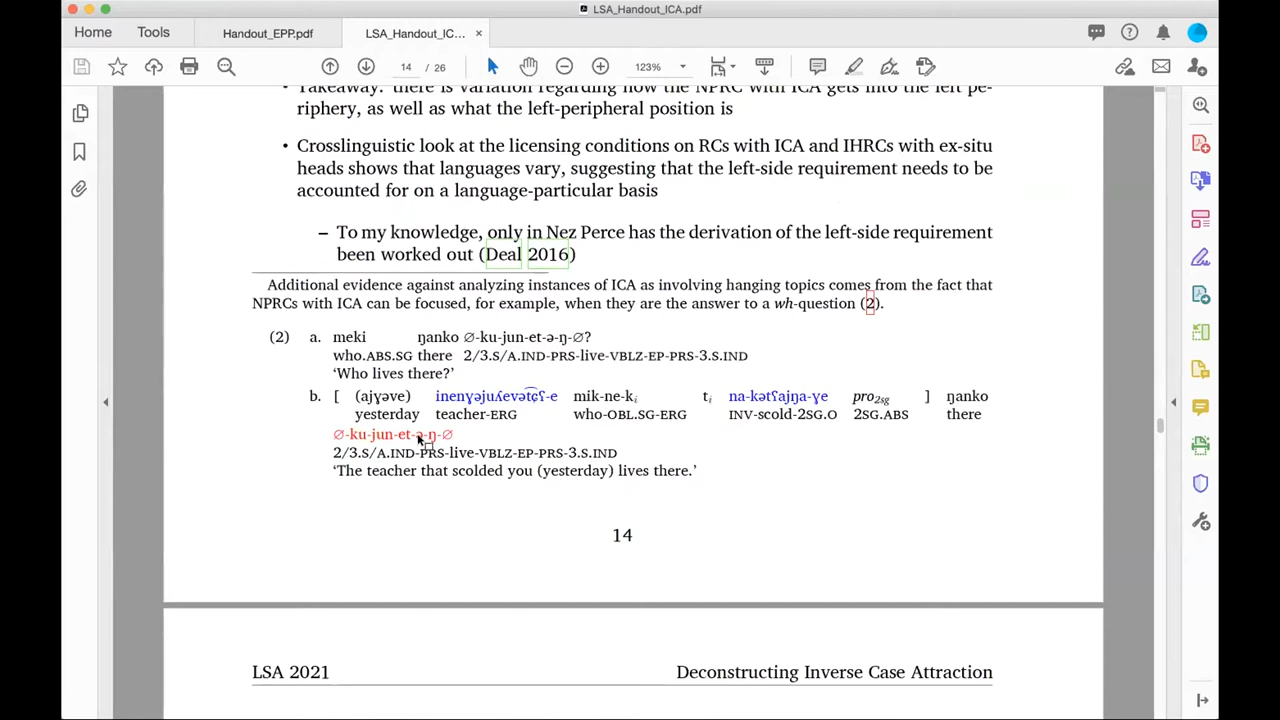 LSA_Handout_ICA.pdf
Home Tools Handout_EPP.pdf LSA_Handout_IC... ×
14 / 26 123%
Takeaway: there is variation regarding how the NPRC with ICA gets into the left pe-
riphery, as well as what the left-peripheral position is
• Crosslinguistic look at the licensing conditions on RCs with ICA and IHRCs with ex-situ
heads shows that languages vary, suggesting that the left-side requirement needs to be
accounted for on a language-particular basis
– To my knowledge, only in Nez Perce has the derivation of the left-side requirement
been worked out (Deal 2016)
Additional evidence against analyzing instances of ICA as involving hanging topics comes from the fact that
NPRCs with ICA can be focused, for example, when they are the answer to a wh-question (2).
(2) a. meki ŋanko ∅-ku-jun-et-ə-ŋ-∅?
who.ABS.SG there 2/3.S/A.IND-PRS-live-VBLZ-EP-PRS-3.S.IND
‘Who lives there?’
b. [ (ajɣəve) inenɣəjuʎevət͡ɕʕ-e mik-ne-kᵢ tᵢ na-kətʕajŋa-ɣe pro2sg ] ŋanko
yesterday teacher-ERG who-OBL.SG-ERG INV-scold-2SG.O 2SG.ABS there
∅-ku-jun-et-ə-ŋ-∅
2/3.S/A.IND-PRS-live-VBLZ-EP-PRS-3.S.IND
‘The teacher that scolded you (yesterday) lives there.’
14
LSA 2021 Deconstructing Inverse Case Attraction